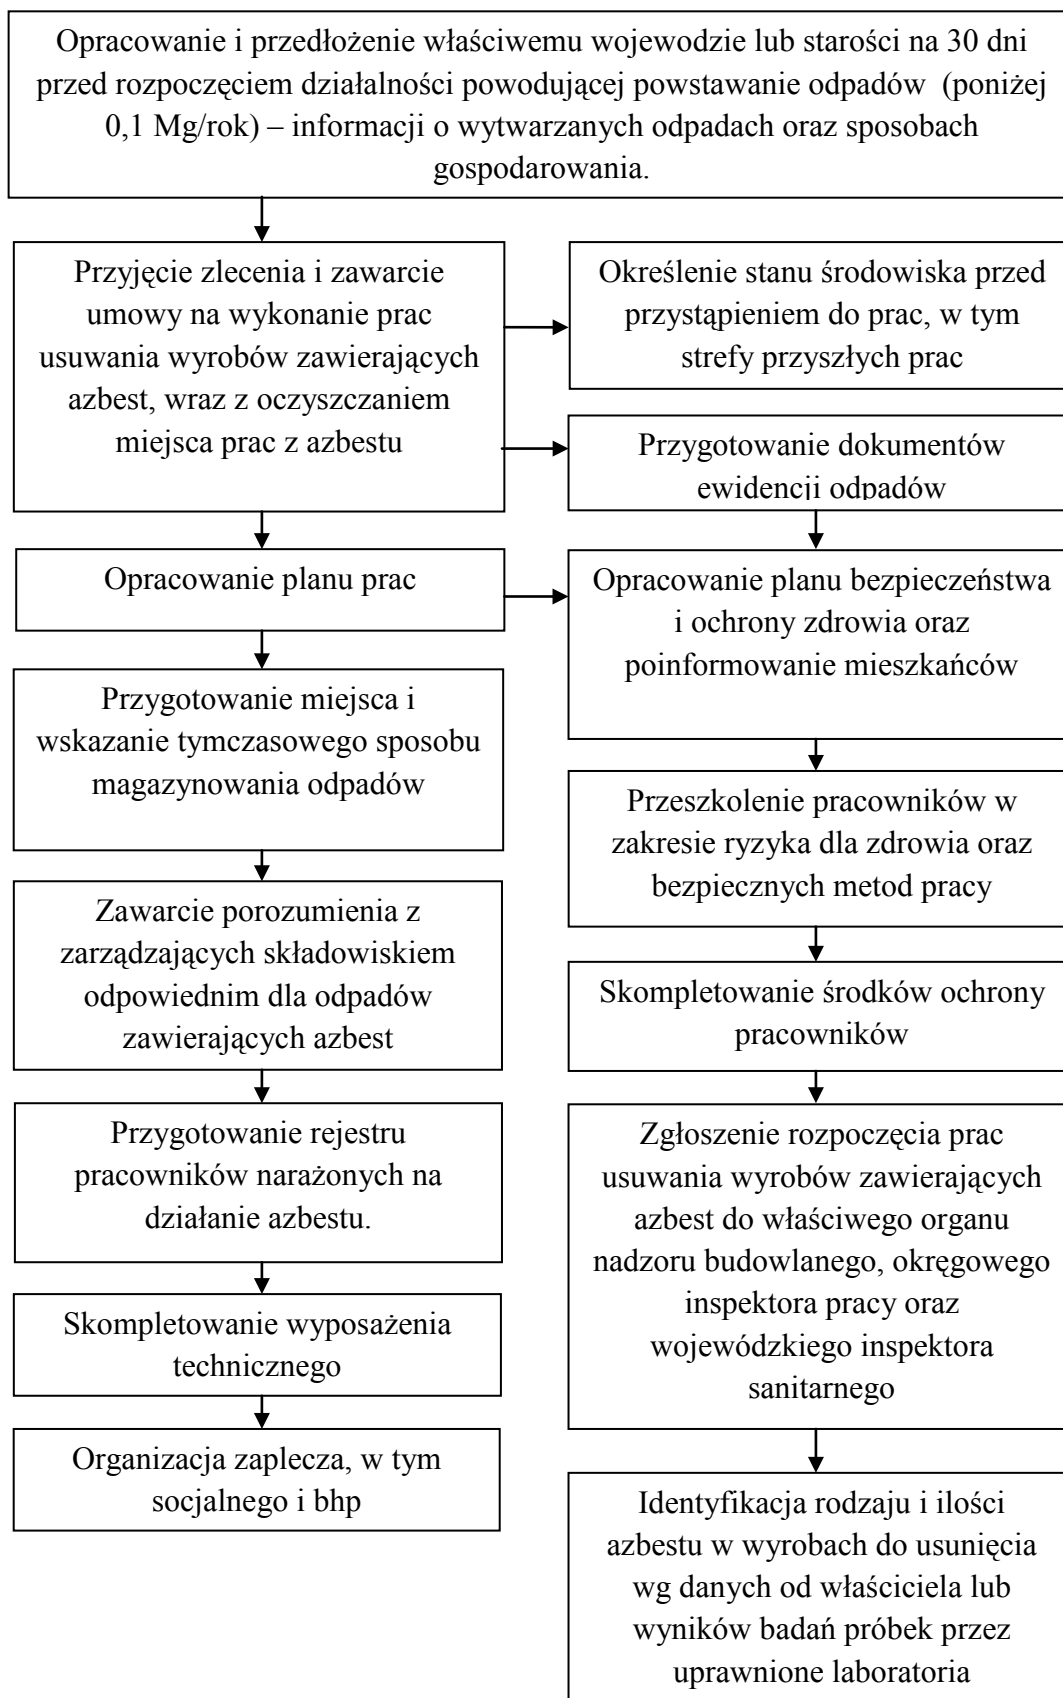 Opracowanie i przedłożenie właściwemu wojewodzie lub starości na 30 dni
przed rozpoczęciem działalności powodującej powstawanie odpadów (poniżej
0,1 Mg/rok) – informacji o wytwarzanych odpadach oraz sposobach
gospodarowania.
Przyjęcie zlecenia i zawarcie
umowy na wykonanie prac
usuwania wyrobów zawierających
azbest, wraz z oczyszczaniem
miejsca prac z azbestu
Określenie stanu środowiska przed
przystąpieniem do prac, w tym
strefy przyszłych prac
Przygotowanie dokumentów
ewidencji odpadów
Opracowanie planu prac
Opracowanie planu bezpieczeństwa
i ochrony zdrowia oraz
poinformowanie mieszkańców
Przygotowanie miejsca i
wskazanie tymczasowego sposobu
magazynowania odpadów
Przeszkolenie pracowników w
zakresie ryzyka dla zdrowia oraz
bezpiecznych metod pracy
Zawarcie porozumienia z
zarządzających składowiskiem
odpowiednim dla odpadów
zawierających azbest
Skompletowanie środków ochrony
pracowników
Przygotowanie rejestru
pracowników narażonych na
działanie azbestu.
Zgłoszenie rozpoczęcia prac
usuwania wyrobów zawierających
azbest do właściwego organu
nadzoru budowlanego, okręgowego
inspektora pracy oraz
wojewódzkiego inspektora
sanitarnego
Skompletowanie wyposażenia
technicznego
Organizacja zaplecza, w tym
socjalnego i bhp
Identyfikacja rodzaju i ilości
azbestu w wyrobach do usunięcia
wg danych od właściciela lub
wyników badań próbek przez
uprawnione laboratoria